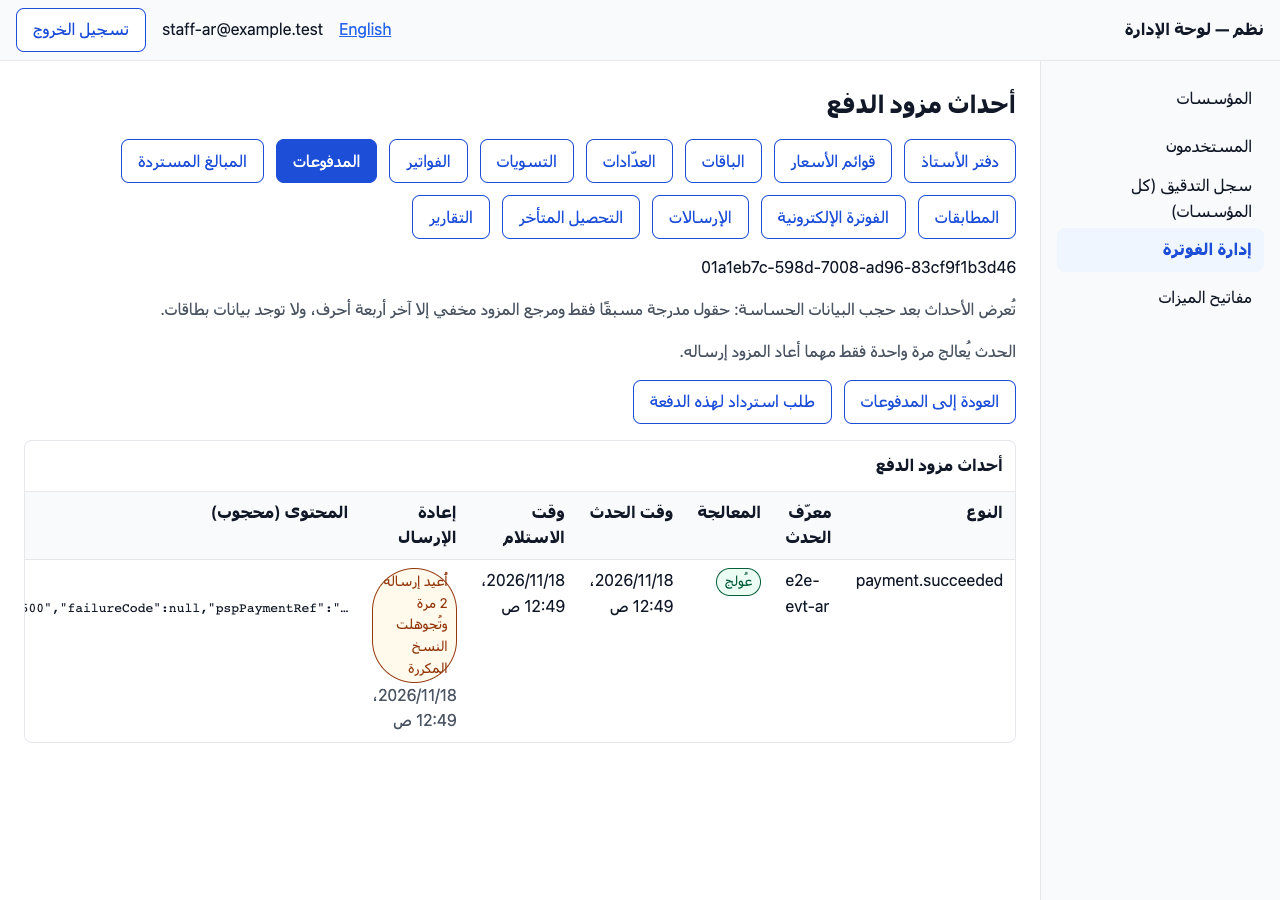 نظم — لوحة الإدارة
English
staff-ar@example.test
تسجيل الخروج
المؤسسات
المستخدمون
سجل التدقيق (كل
المؤسسات)
إدارة الفوترة
مفاتيح الميزات
أحداث مزود الدفع
دفتر الأستاذ
قوائم الأسعار
الباقات
العدّادات
التسويات
الفواتير
المدفوعات
المبالغ المستردة
المطابقات
الفوترة الإلكترونية
الإرسالات
التحصيل المتأخر
التقارير
01a1eb7c-598d-7008-ad96-83cf9f1b3d46
تُعرض الأحداث بعد حجب البيانات الحساسة: حقول مدرجة مسبقًا فقط ومرجع المزود مخفي إلا آخر أربعة أحرف، ولا توجد بيانات بطاقات.
الحدث يُعالج مرة واحدة فقط مهما أعاد المزود إرساله.
العودة إلى المدفوعات
طلب استرداد لهذه الدفعة
أحداث مزود الدفع
النوع
معرّف
الحدث
المعالجة
وقت الحدث
وقت
الاستلام
إعادة
الإرسال
المحتوى (محجوب)
payment.succeeded
e2e-
evt-ar
عُولج
2026/11/18،
12:49 ص
2026/11/18،
12:49 ص
أُعيد إرساله
2 مرة
وتُجوهلت
النسخ
المكررة
2026/11/18،
12:49 ص
500","failureCode":null,"pspPaymentRef":"…